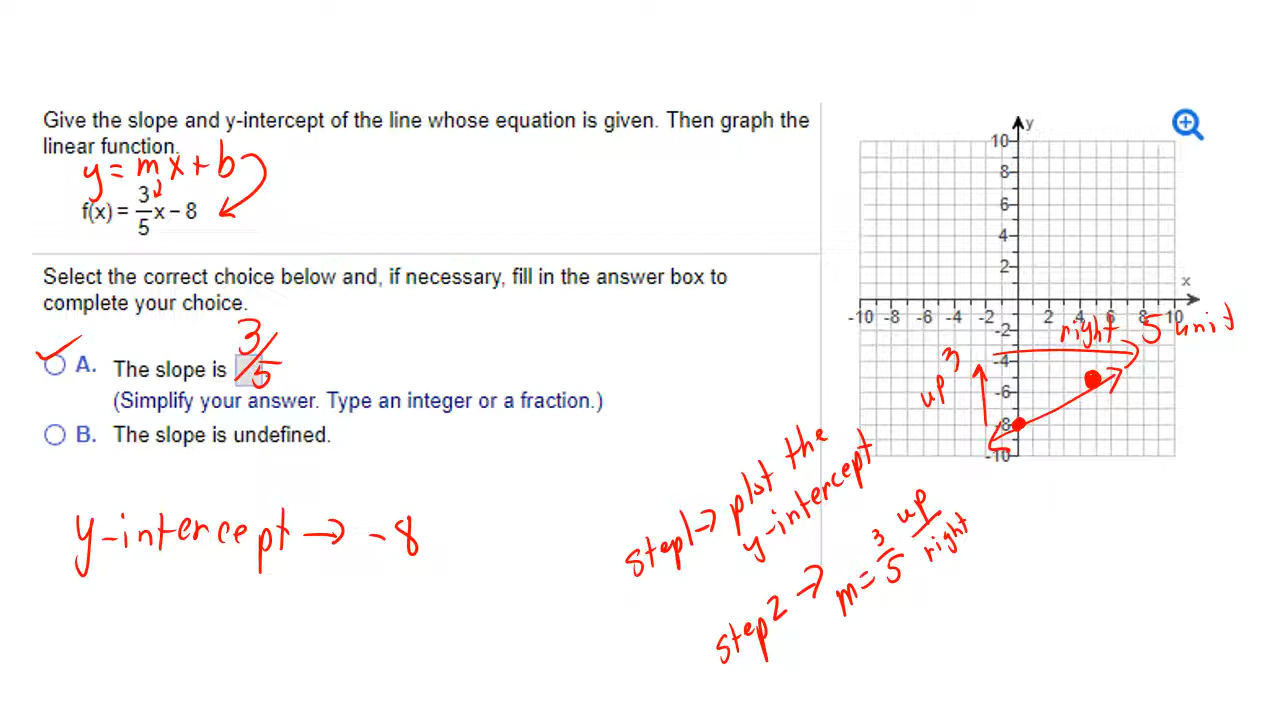 Give the slope and y-intercept of the line whose equation is given. Then graph the
linear function.
y = mx + b
f(x) = 3/5 x − 8
Select the correct choice below and, if necessary, fill in the answer box to
complete your choice.
A. The slope is 3/5
(Simplify your answer. Type an integer or a fraction.)
B. The slope is undefined.
y-intercept → -8
y
10
8
6
4
2
x
-10 -8 -6 -4 -2 2 4 6 8 10
-2
-4
-6
-8
-10
right 5 unit
up 3
step1 → plot the
y-intercept
step2 → m = 3/5 up/right